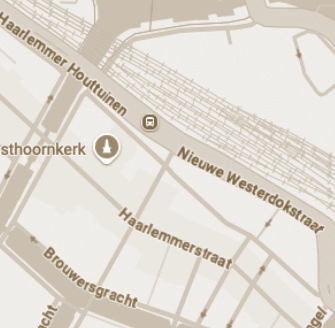 Haarlemmer Houttuinen
sthoornkerk
Nieuwe Westerdokstraat
Haarlemmerstraat
Brouwersgracht